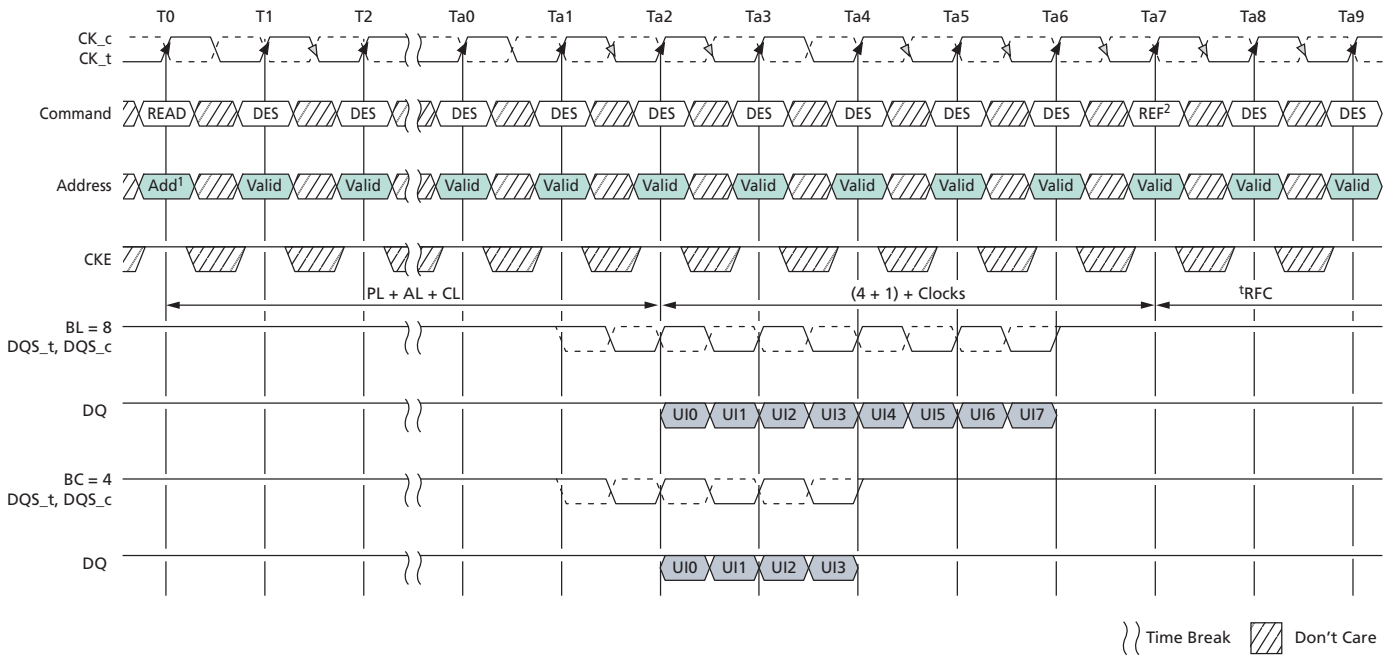 T0 T1 T2 Ta0 Ta1 Ta2 Ta3 Ta4 Ta5 Ta6 Ta7 Ta8 Ta9
CK_c
CK_t
Command READ DES DES DES DES DES DES DES DES DES REF² DES DES
Address Add¹ Valid Valid Valid Valid Valid Valid Valid Valid Valid Valid Valid Valid
CKE
PL + AL + CL (4 + 1) + Clocks ᵗRFC
BL = 8
DQS_t, DQS_c
DQ UI0 UI1 UI2 UI3 UI4 UI5 UI6 UI7
BC = 4
DQS_t, DQS_c
DQ UI0 UI1 UI2 UI3
Time Break Don't Care